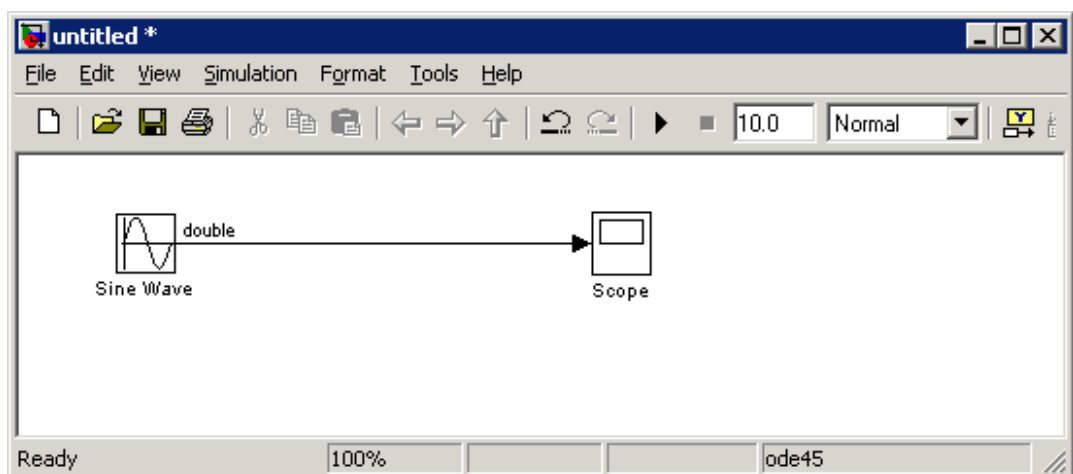 untitled *
File Edit View Simulation Format Tools Help
10.0 Normal
double
Sine Wave
Scope
Ready 100% ode45